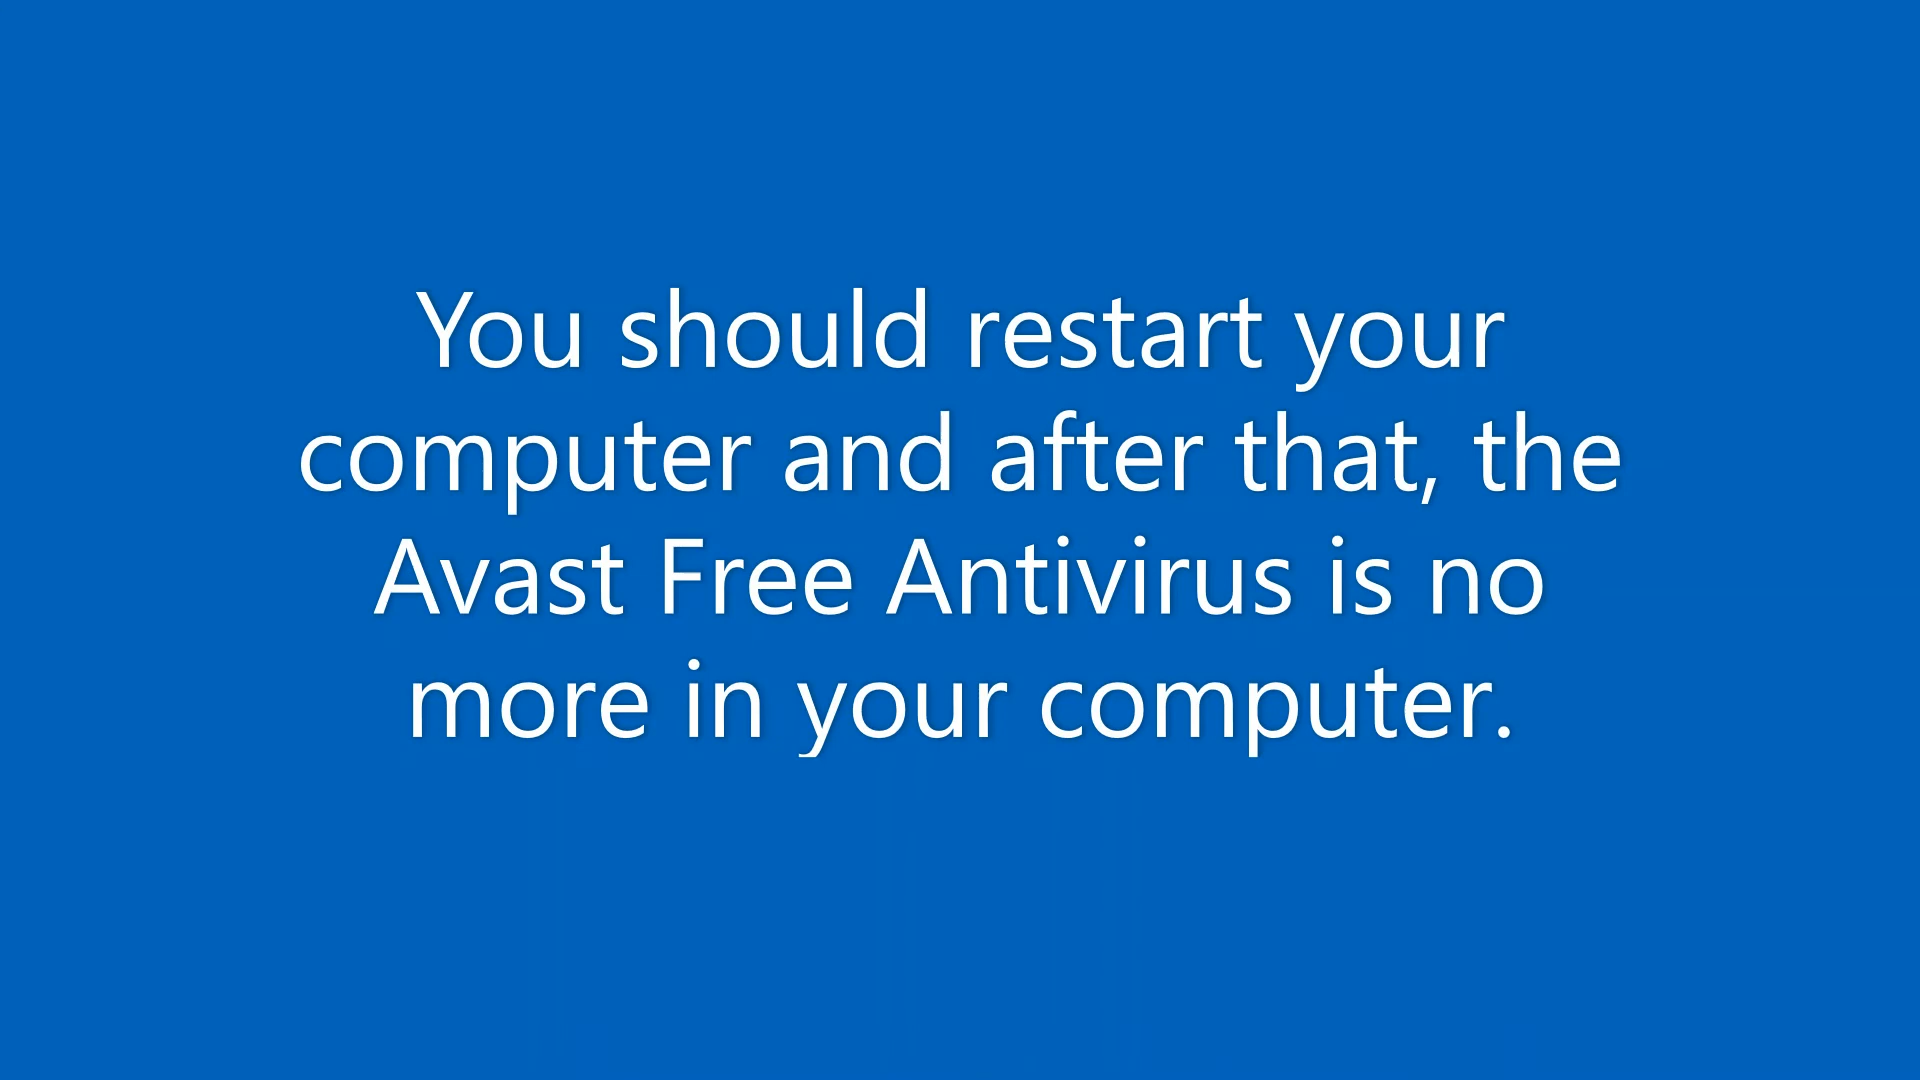 You should restart your
computer and after that, the
Avast Free Antivirus is no
more in your computer.